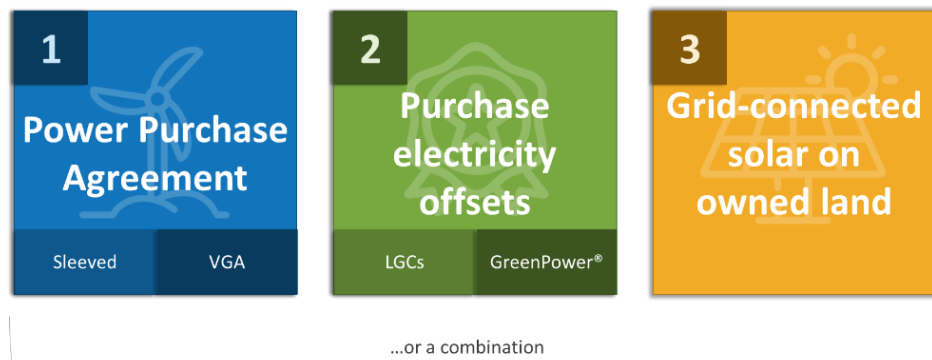 1
Power Purchase
Agreement
Sleeved
VGA
2
Purchase
electricity
offsets
LGCs
GreenPower®
3
Grid-connected
solar on
owned land
...or a combination